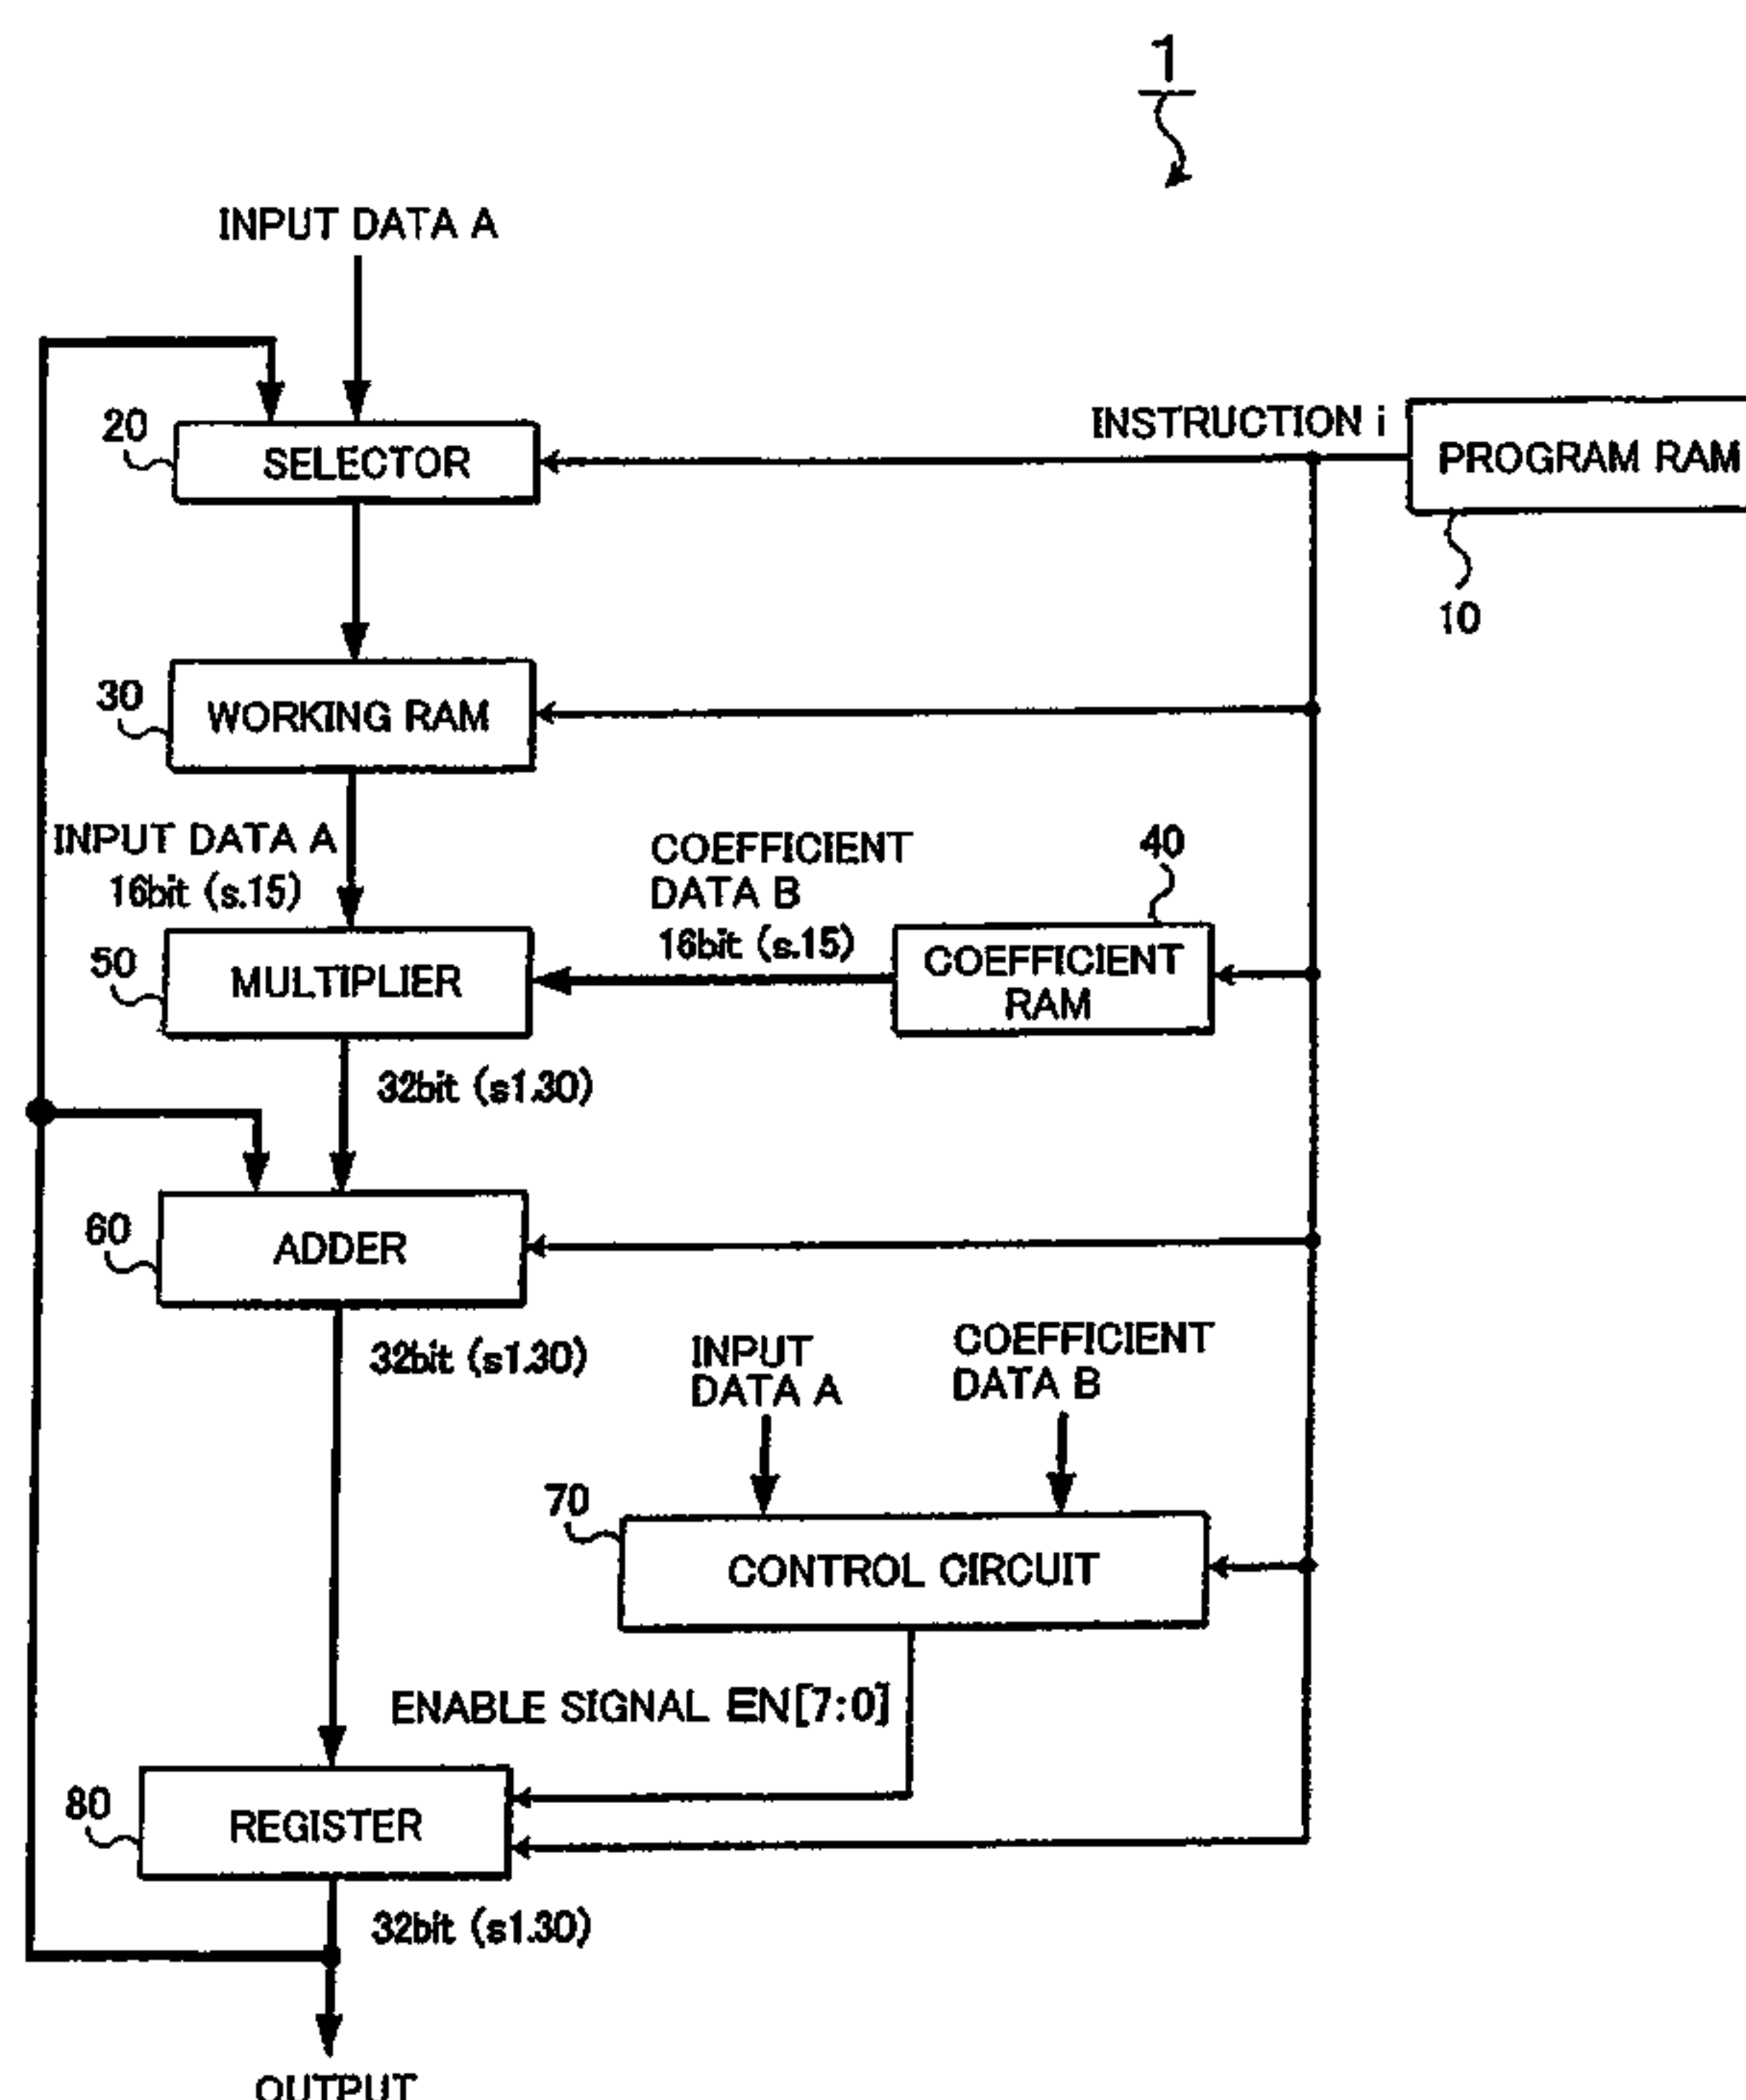 1
INPUT DATA A
20
SELECTOR
INSTRUCTION i
PROGRAM RAM
10
30
WORKING RAM
INPUT DATA A
16bit (s.15)
COEFFICIENT
DATA B
16bit (s.15)
40
50
MULTIPLIER
COEFFICIENT
RAM
32bit (s1.30)
60
ADDER
32bit (s1.30)
INPUT
DATA A
COEFFICIENT
DATA B
70
CONTROL CIRCUIT
ENABLE SIGNAL EN[7:0]
80
REGISTER
32bit (s1.30)
OUTPUT